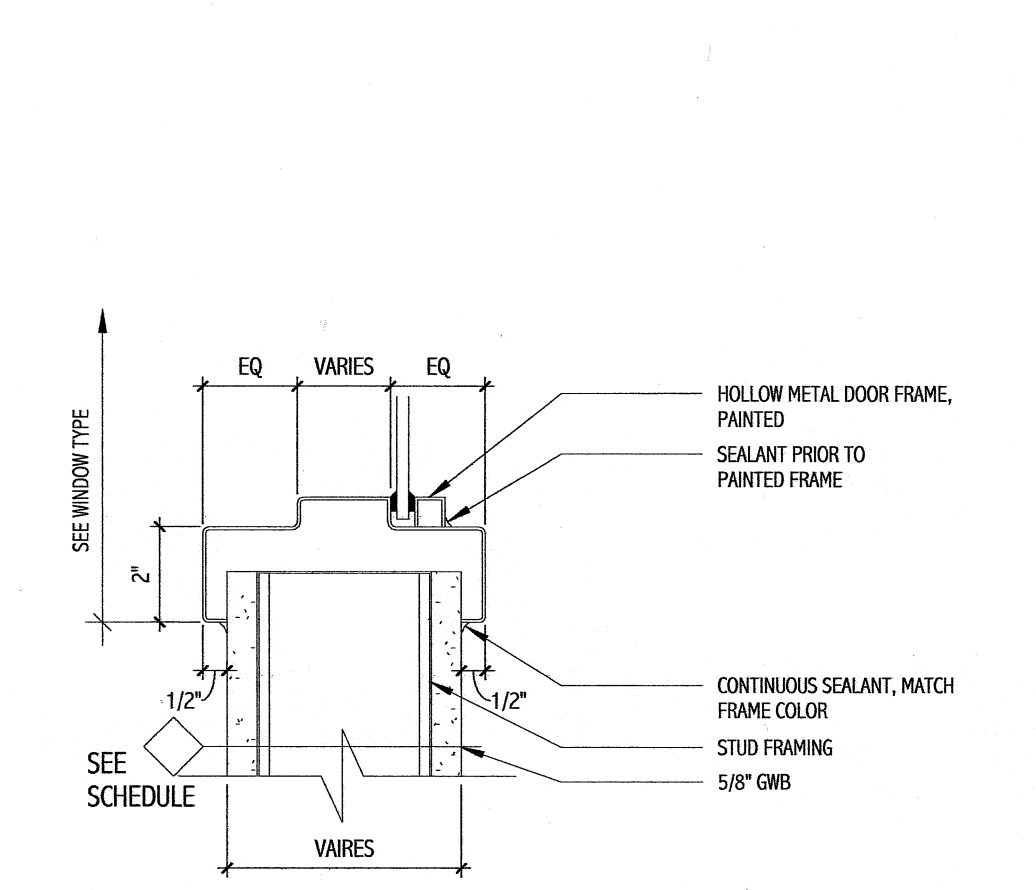 EQ
VARIES
EQ
HOLLOW METAL DOOR FRAME,
PAINTED
SEALANT PRIOR TO
PAINTED FRAME
SEE WINDOW TYPE
2"
1/2"
1/2"
CONTINUOUS SEALANT, MATCH
FRAME COLOR
STUD FRAMING
5/8" GWB
SEE
SCHEDULE
VAIRES